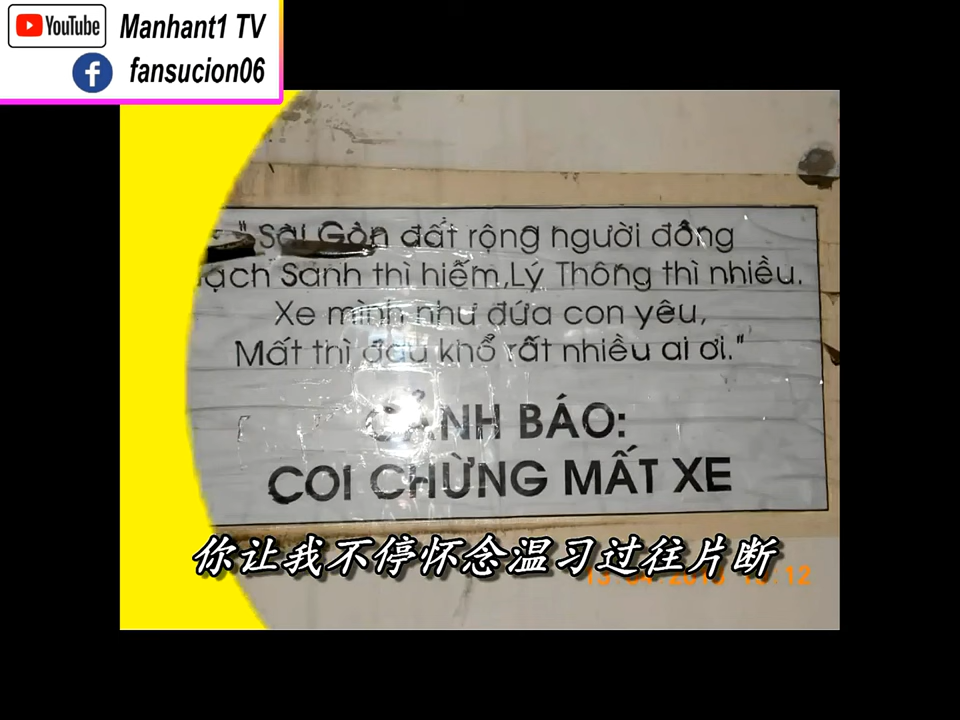 YouTube
Manhant1 TV
fansucion06
"Sài Gòn đất rộng người đông
Sanh thì hiếm, Lý Thông thì nhiều.
Xe mình như đứa con yêu,
Mất thì đau khổ rất nhiều ai ơi."
CẢNH BÁO:
COI CHỪNG MẤT XE
你让我不停怀念温习过往片断